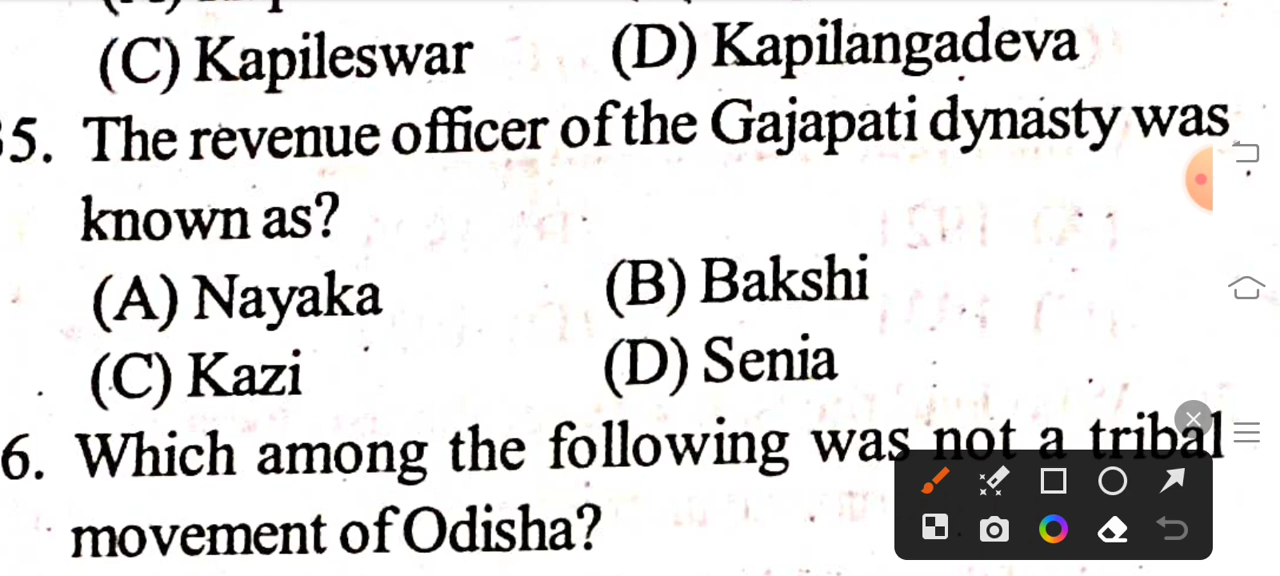 (C) Kapileswar (D) Kapilangadeva
5. The revenue officer of the Gajapati dynasty was
known as?
(A) Nayaka (B) Bakshi
(C) Kazi (D) Senia
6. Which among the following was not a tribal
movement of Odisha?